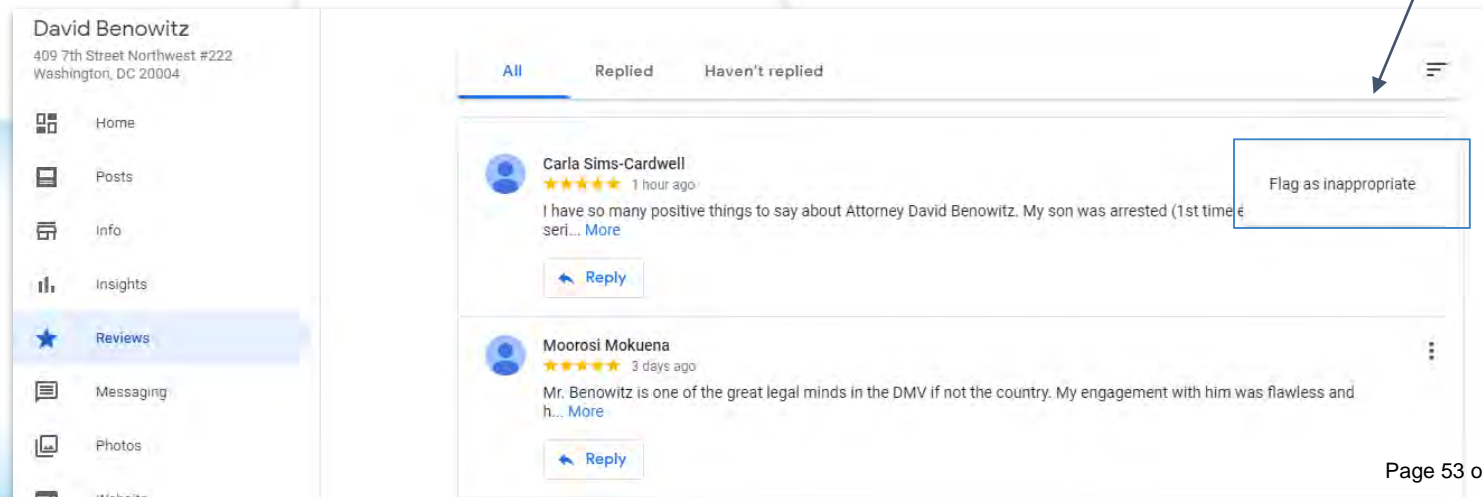 David Benowitz
409 7th Street Northwest #222
Washington, DC 20004
Home
Posts
Info
Insights
Reviews
Messaging
Photos
Website
All Replied Haven't replied
Carla Sims-Cardwell
1 hour ago
I have so many positive things to say about Attorney David Benowitz. My son was arrested (1st time
seri... More
Flag as inappropriate
Reply
Moorosi Mokuena
3 days ago
Mr. Benowitz is one of the great legal minds in the DMV if not the country. My engagement with him was flawless and
h... More
Reply
Page 53 o